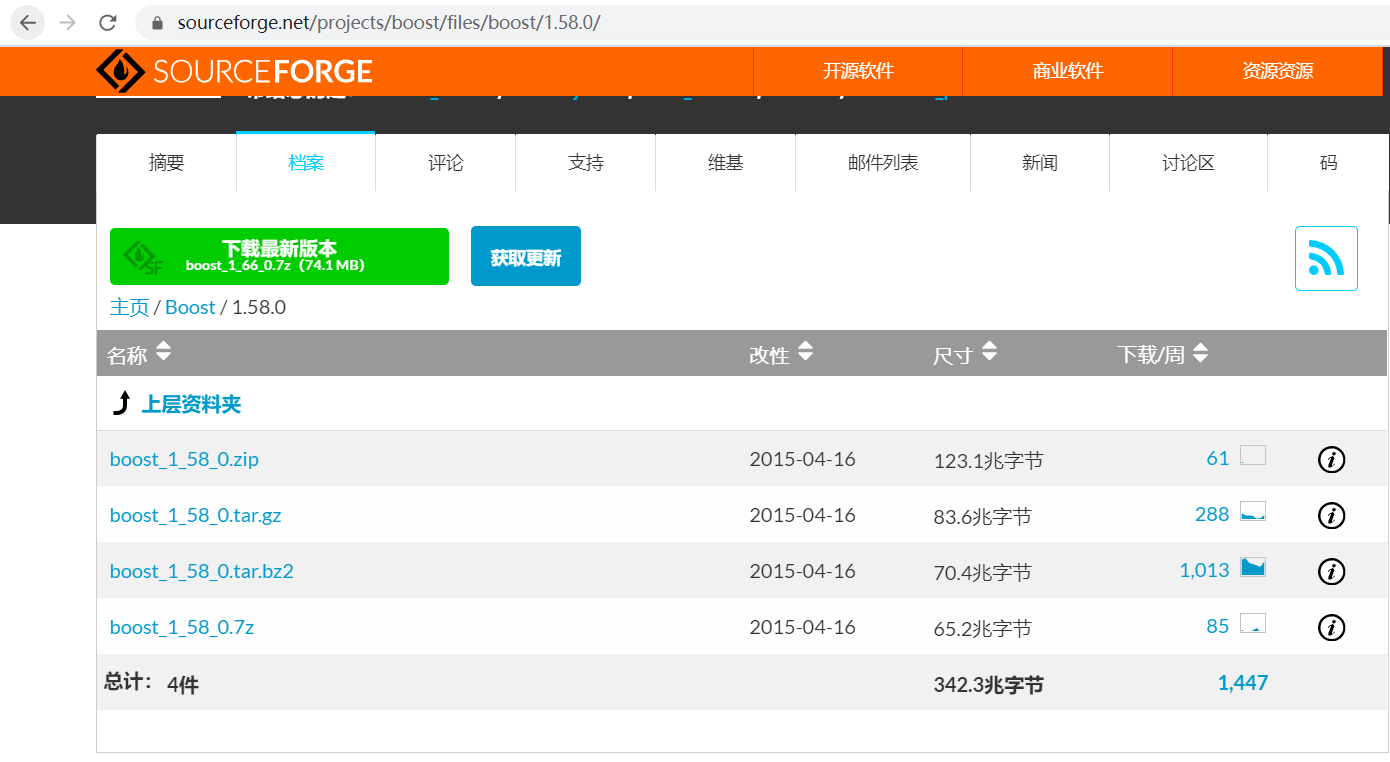 sourceforge.net/projects/boost/files/boost/1.58.0/
SOURCEFORGE
开源软件
商业软件
资源资源
摘要
档案
评论
支持
维基
邮件列表
新闻
讨论区
码
下载最新版本
boost_1_66_0.7z（74.1 MB）
SF
获取更新
主页 / Boost / 1.58.0
名称 改性 尺寸 下载/周
上层资料夹
boost_1_58_0.zip 2015-04-16 123.1兆字节 61
boost_1_58_0.tar.gz 2015-04-16 83.6兆字节 288
boost_1_58_0.tar.bz2 2015-04-16 70.4兆字节 1,013
boost_1_58_0.7z 2015-04-16 65.2兆字节 85
总计： 4件 342.3兆字节 1,447